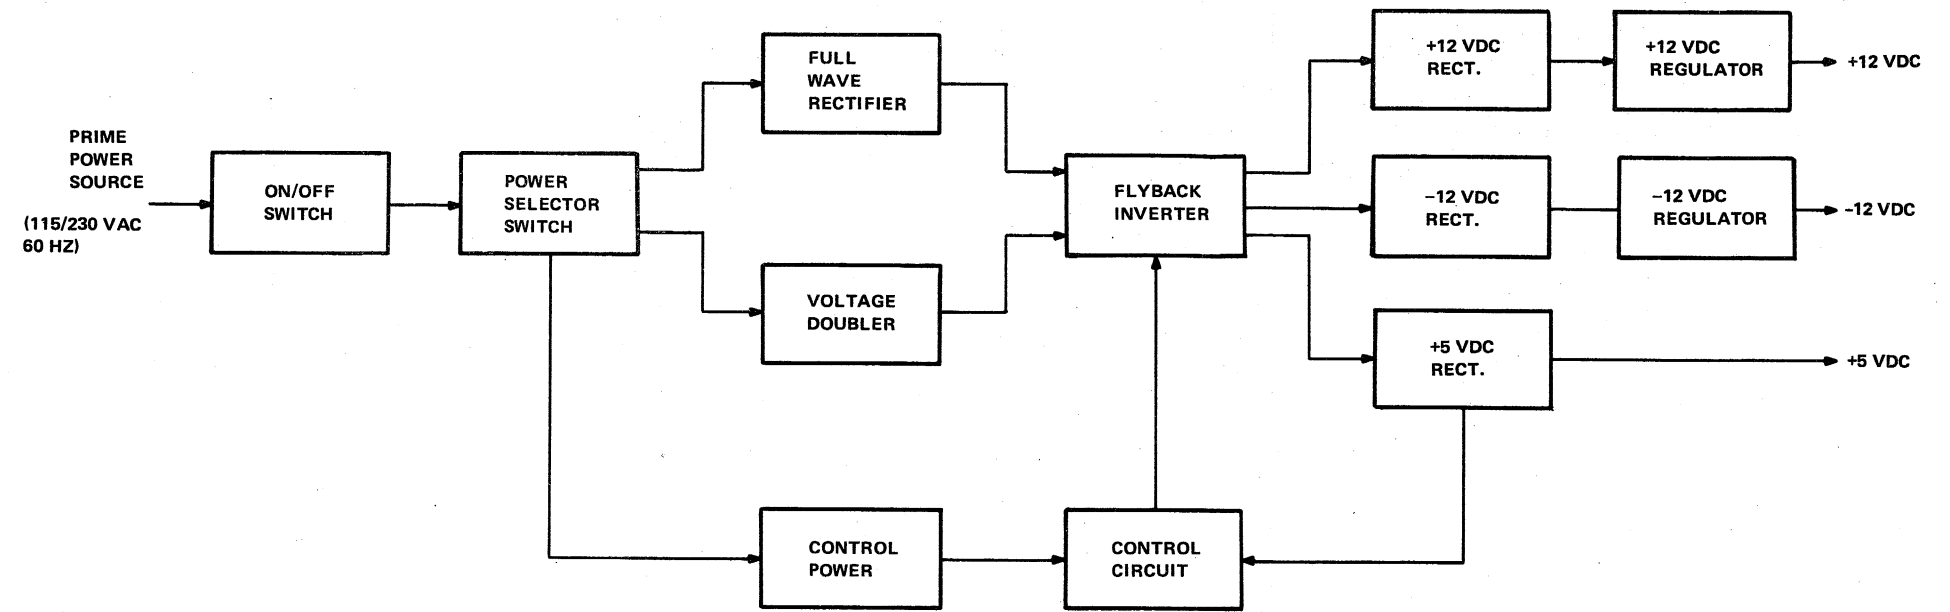 PRIME
POWER
SOURCE
(115/230 VAC
60 HZ)
ON/OFF
SWITCH
POWER
SELECTOR
SWITCH
FULL
WAVE
RECTIFIER
VOLTAGE
DOUBLER
FLYBACK
INVERTER
+12 VDC
RECT.
+12 VDC
REGULATOR
+12 VDC
−12 VDC
RECT.
−12 VDC
REGULATOR
−12 VDC
+5 VDC
RECT.
+5 VDC
CONTROL
POWER
CONTROL
CIRCUIT